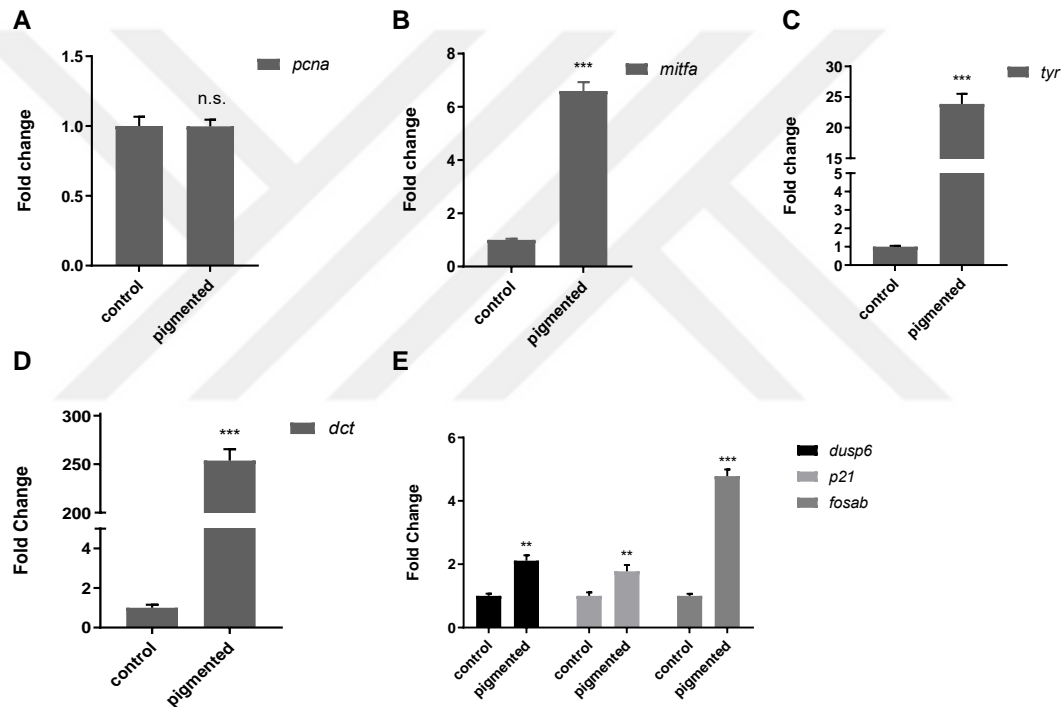 A
1.5
1.0
0.5
0.0
Fold change
n.s.
control
pigmented
pcna
B
8
6
4
2
0
Fold change
***
control
pigmented
mitfa
C
30
25
20
15
5
4
3
2
1
0
Fold change
***
control
pigmented
tyr
D
300
250
200
4
2
0
Fold Change
***
control
pigmented
dct
E
6
4
2
0
Fold Change
**
**
***
control
pigmented
control
pigmented
control
pigmented
dusp6
p21
fosab